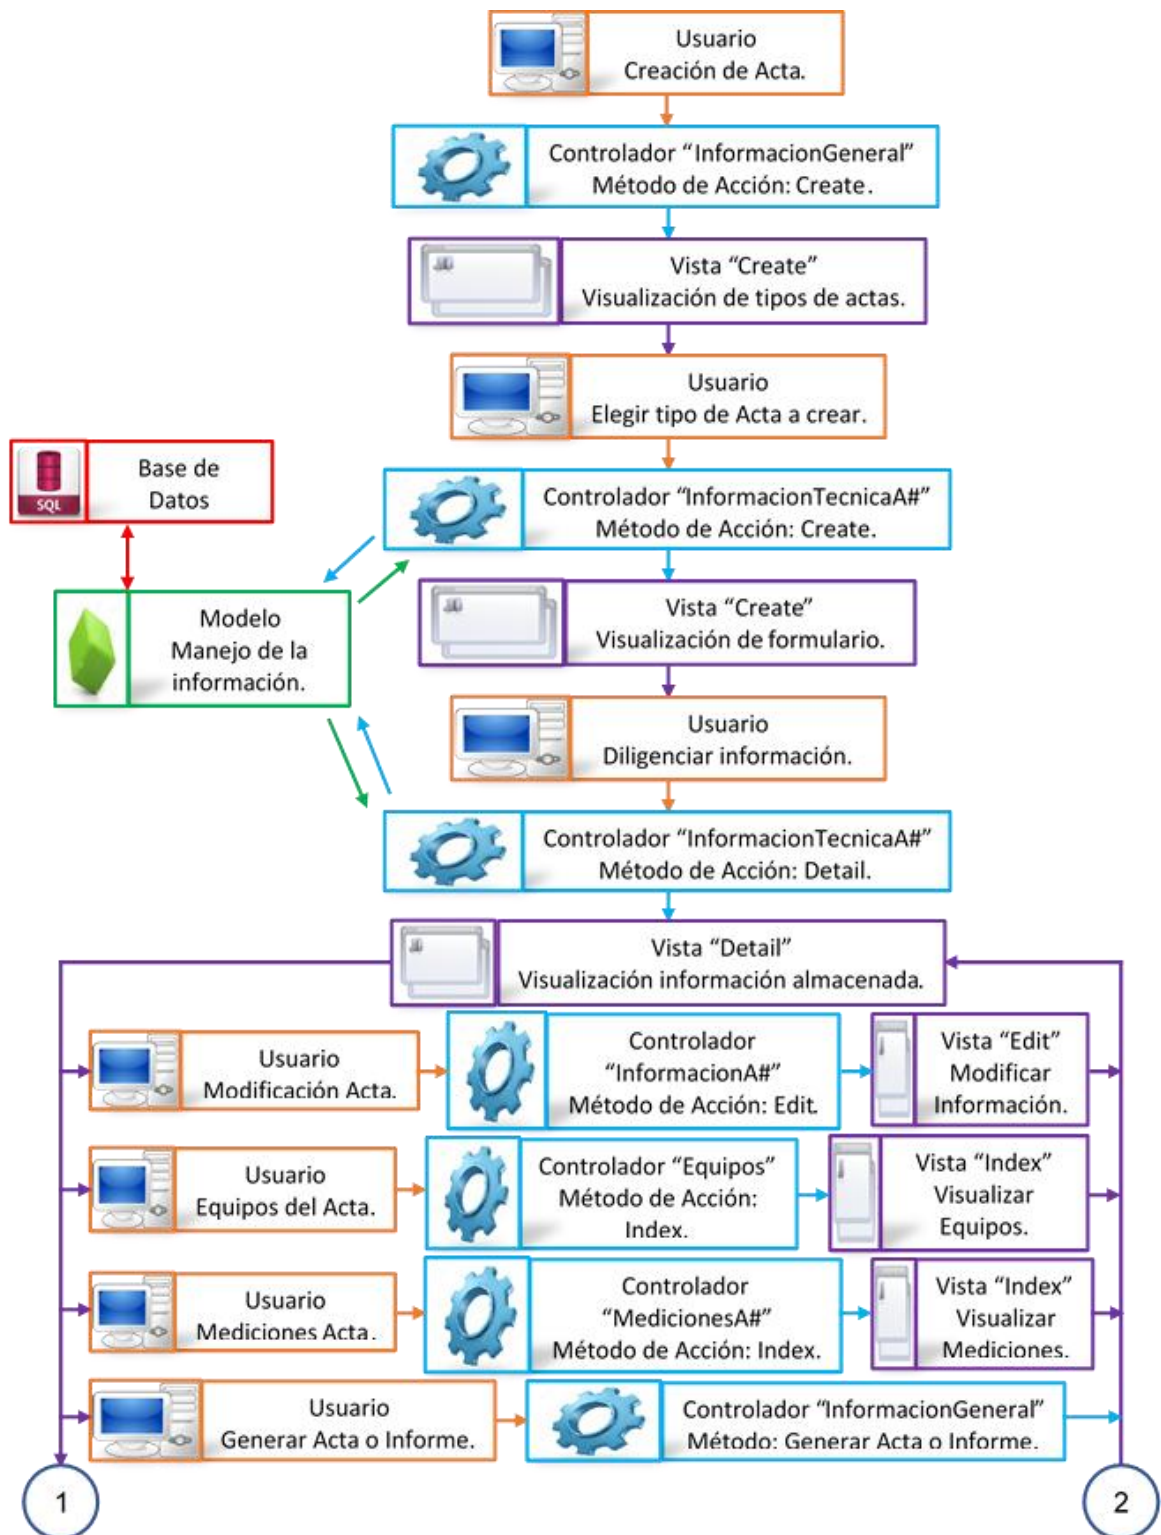 Usuario
Creación de Acta.
Controlador “InformacionGeneral”
Método de Acción: Create.
Vista “Create”
Visualización de tipos de actas.
Usuario
Elegir tipo de Acta a crear.
SQL
Base de
Datos
Controlador “InformacionTecnicaA#”
Método de Acción: Create.
Modelo
Manejo de la
información.
Vista “Create”
Visualización de formulario.
Usuario
Diligenciar información.
Controlador “InformacionTecnicaA#”
Método de Acción: Detail.
Vista “Detail”
Visualización información almacenada.
Usuario
Modificación Acta.
Controlador
“InformacionA#”
Método de Acción: Edit.
Vista “Edit”
Modificar
Información.
Usuario
Equipos del Acta.
Controlador “Equipos”
Método de Acción:
Index.
Vista “Index”
Visualizar
Equipos.
Usuario
Mediciones Acta.
Controlador
“MedicionesA#”
Método de Acción: Index.
Vista “Index”
Visualizar
Mediciones.
Usuario
Generar Acta o Informe.
Controlador “InformacionGeneral”
Método: Generar Acta o Informe.
1
2